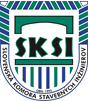 SKSI
SLOVENSKÁ KOMORA STAVEBNÝCH INŽINIEROV